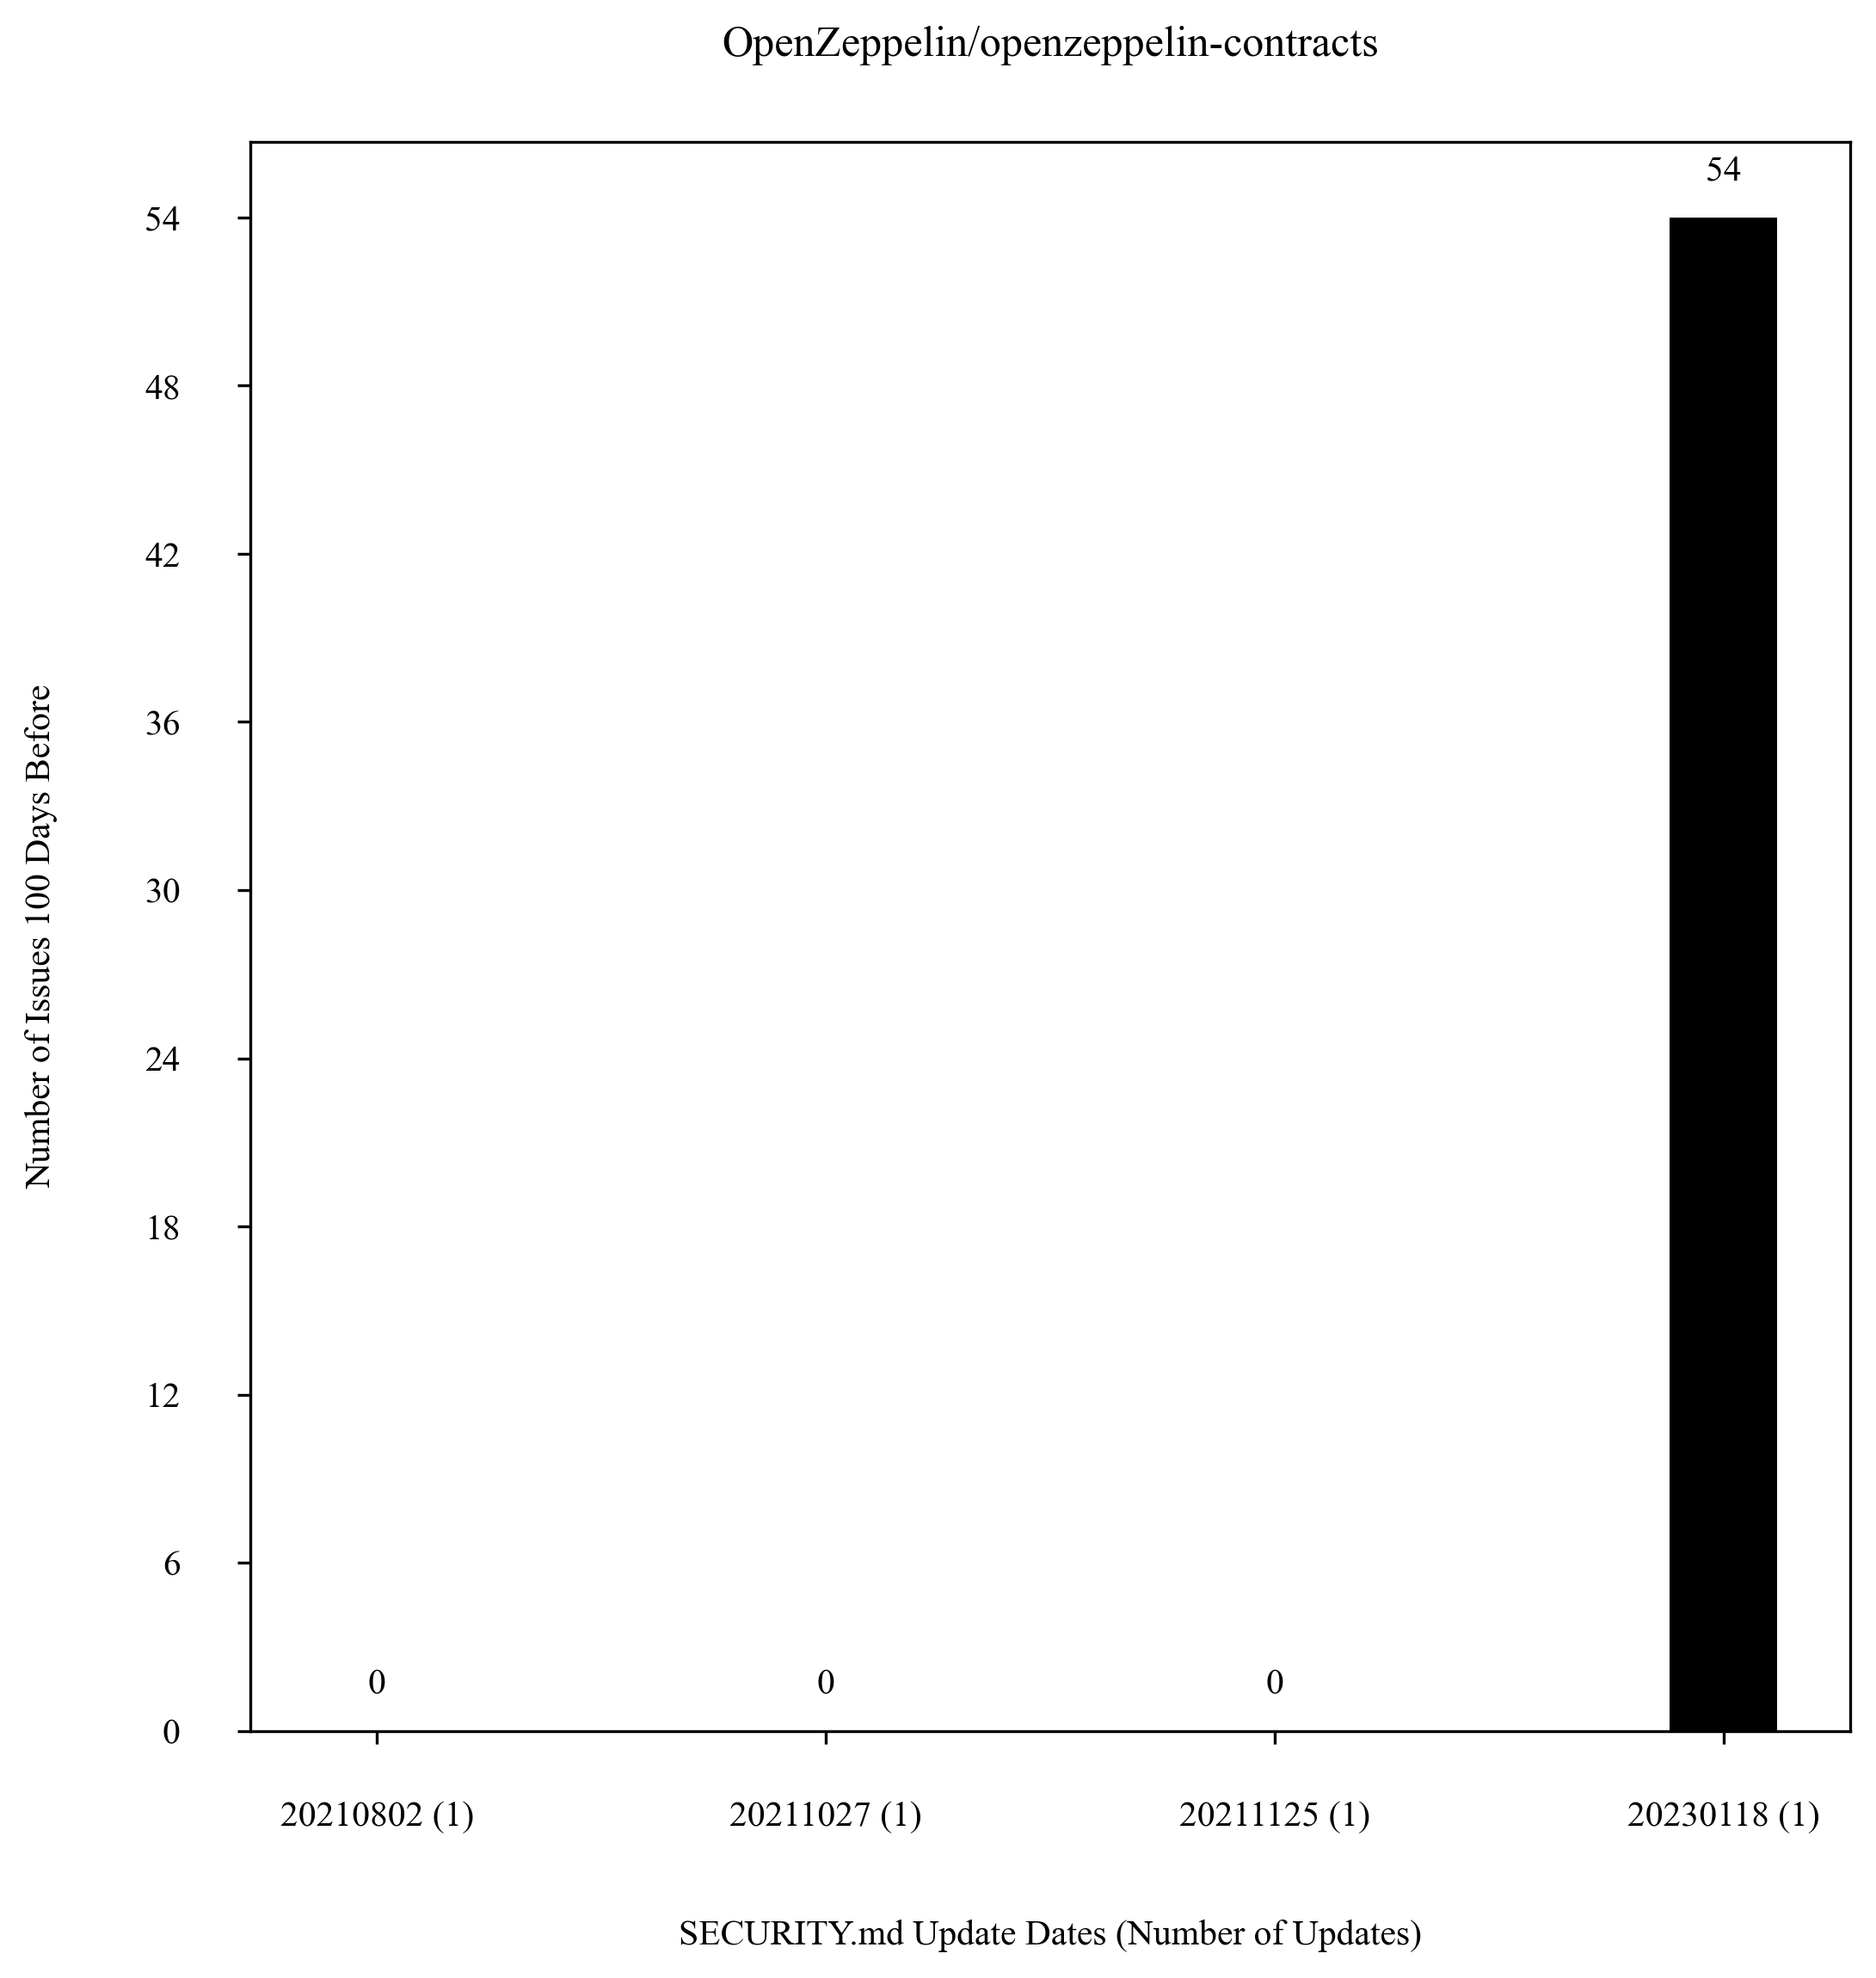 OpenZeppelin/openzeppelin-contracts
54
54
48
42
36
30
24
18
12
6
0
0 0 0
Number of Issues 100 Days Before
20210802 (1) 20211027 (1) 20211125 (1) 20230118 (1)
SECURITY.md Update Dates (Number of Updates)